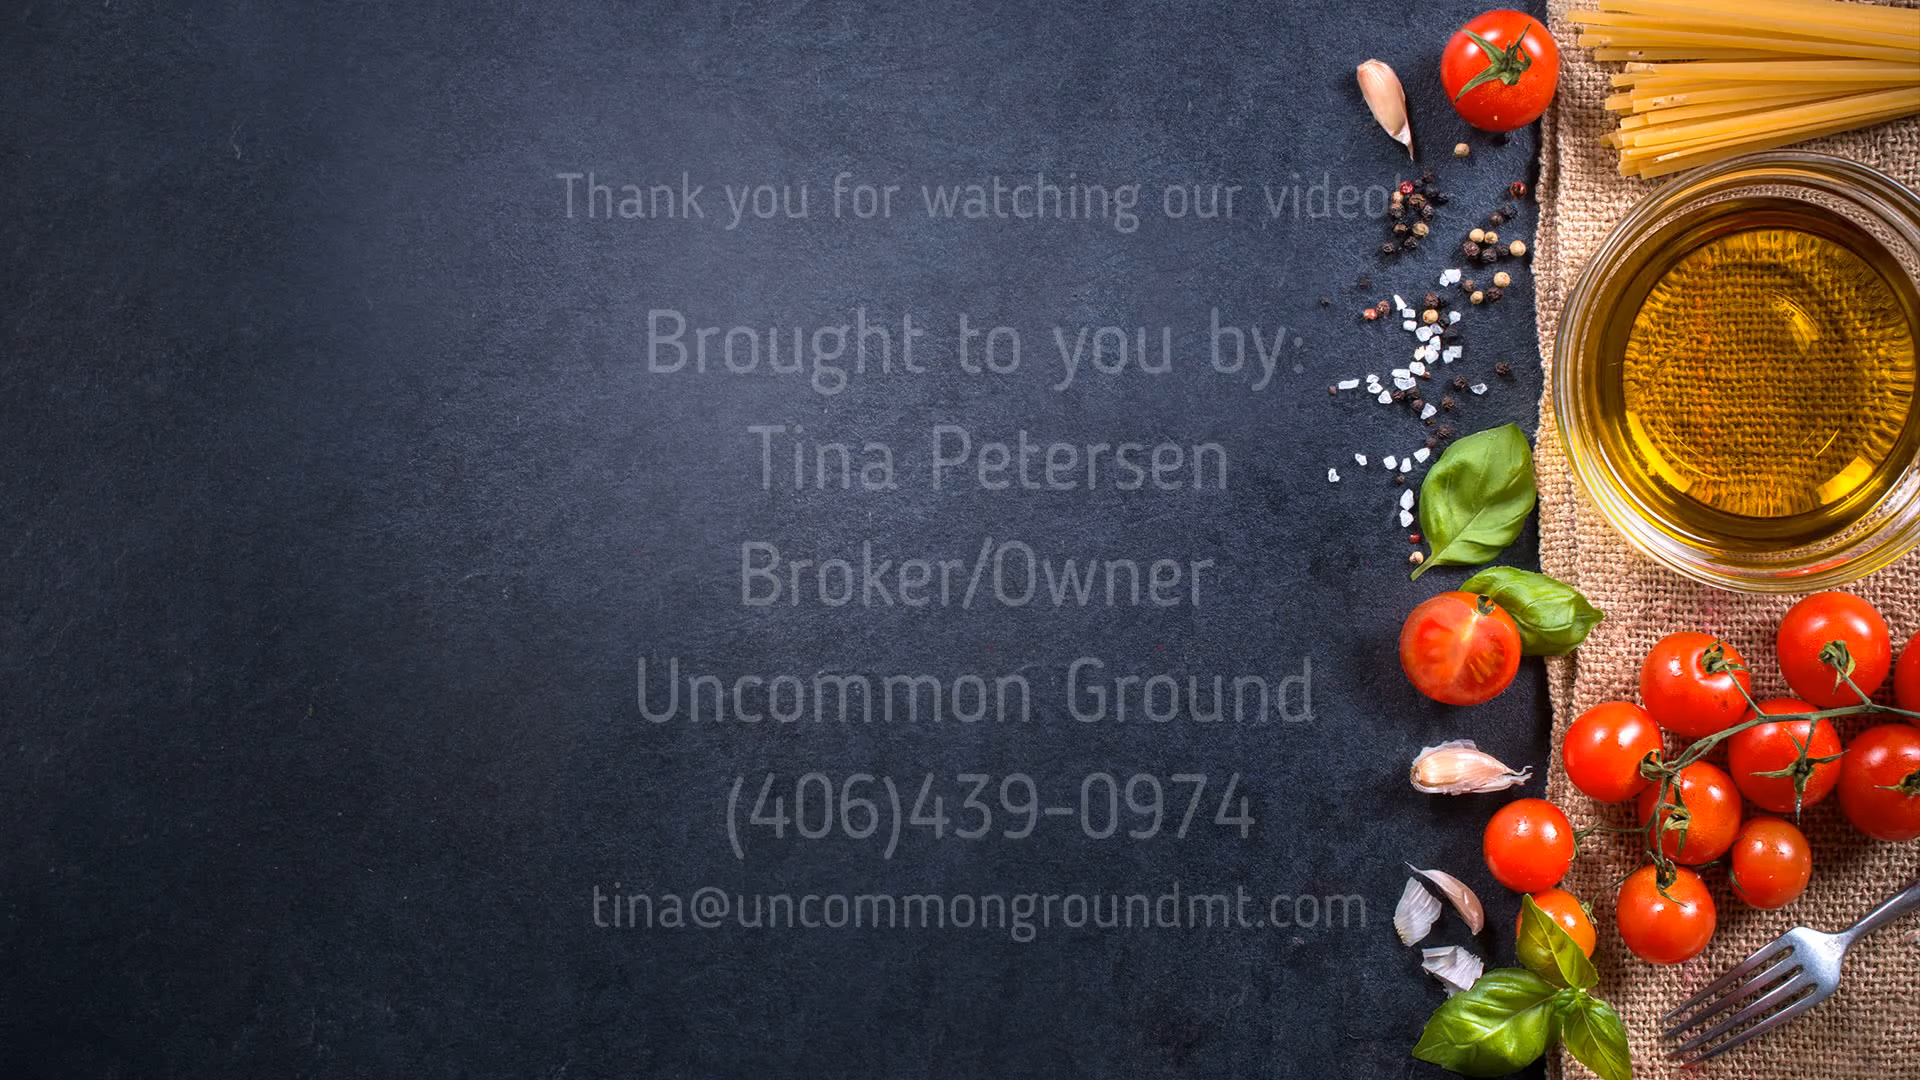 Thank you for watching our video!
Brought to you by:
Tina Petersen
Broker/Owner
Uncommon Ground
(406)439-0974
tina@uncommongroundmt.com